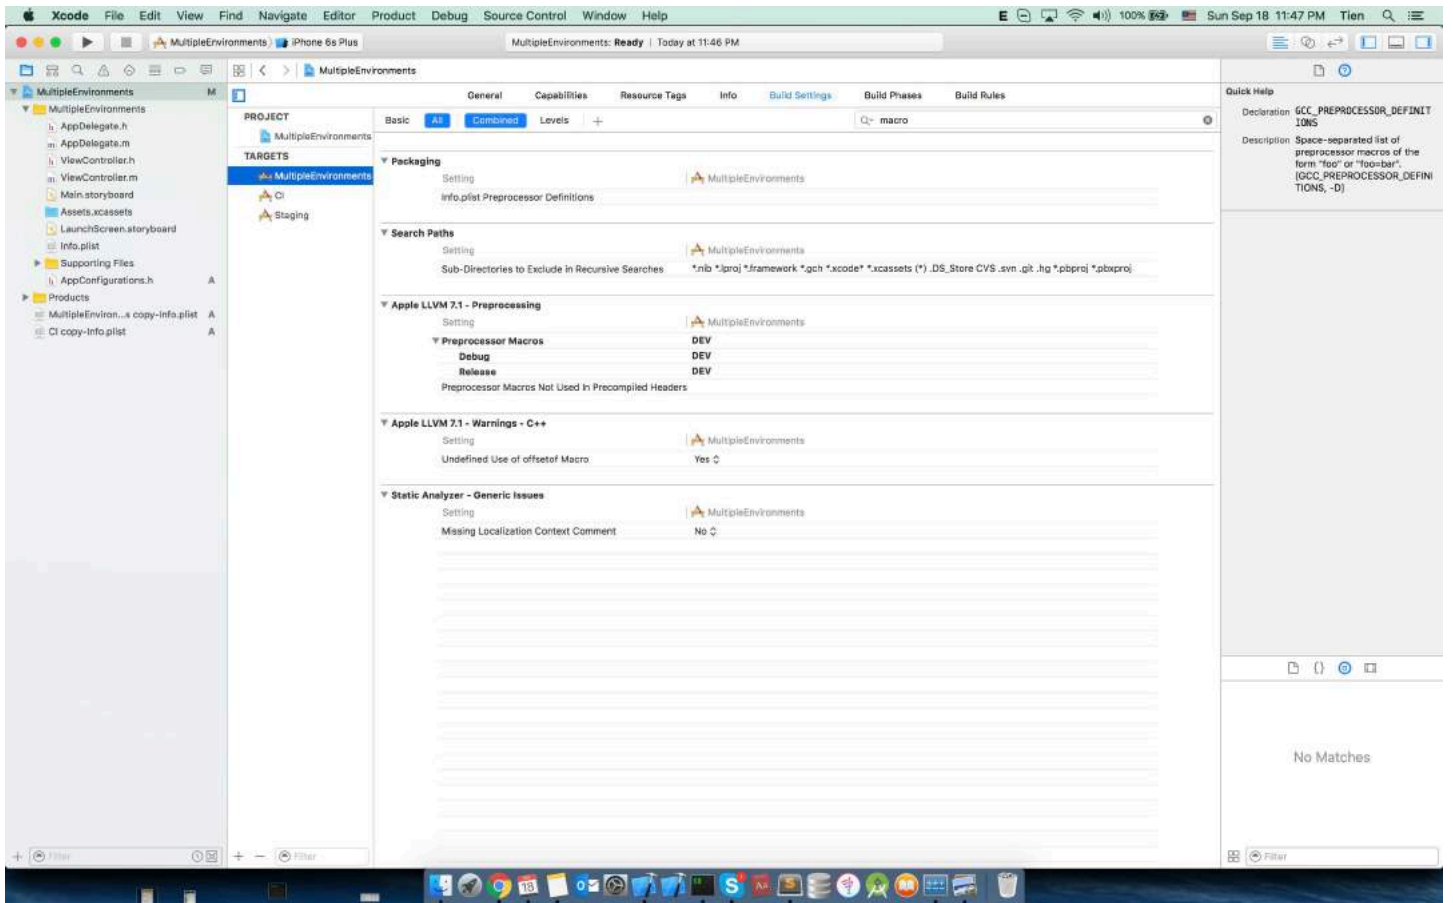 Xcode File Edit View Find Navigate Editor Product Debug Source Control Window Help
E 100% Sun Sep 18 11:47 PM Tien
MultipleEnvironments iPhone 6s Plus
MultipleEnvironments: Ready | Today at 11:46 PM
MultipleEnvironments M
MultipleEnvironments
AppDelegate.h
AppDelegate.m
ViewController.h
ViewController.m
Main.storyboard
Assets.xcassets
LaunchScreen.storyboard
Info.plist
Supporting Files
AppConfigurations.h A
Products
MultipleEnviron...s copy-Info.plist A
CI copy-Info.plist A
Filter
MultipleEnvironments
General Capabilities Resource Tags Info Build Settings Build Phases Build Rules
PROJECT
MultipleEnvironments
TARGETS
MultipleEnvironments
CI
Staging
Filter
Basic All Combined Levels +
macro
Packaging
Setting MultipleEnvironments
Info.plist Preprocessor Definitions
Search Paths
Setting MultipleEnvironments
Sub-Directories to Exclude in Recursive Searches *.nib *.lproj *.framework *.gch *.xcode* *.xcassets (*) .DS_Store CVS .svn .git .hg *.pbproj *.pbxproj
Apple LLVM 7.1 - Preprocessing
Setting MultipleEnvironments
Preprocessor Macros DEV
Debug DEV
Release DEV
Preprocessor Macros Not Used In Precompiled Headers
Apple LLVM 7.1 - Warnings - C++
Setting MultipleEnvironments
Undefined Use of offsetof Macro Yes
Static Analyzer - Generic Issues
Setting MultipleEnvironments
Missing Localization Context Comment No
Quick Help
Declaration GCC_PREPROCESSOR_DEFINIT
IONS
Description Space-separated list of
preprocessor macros of the
form "foo" or "foo=bar".
[GCC_PREPROCESSOR_DEFINI
TIONS, -D]
{}
No Matches
Filter
18
S